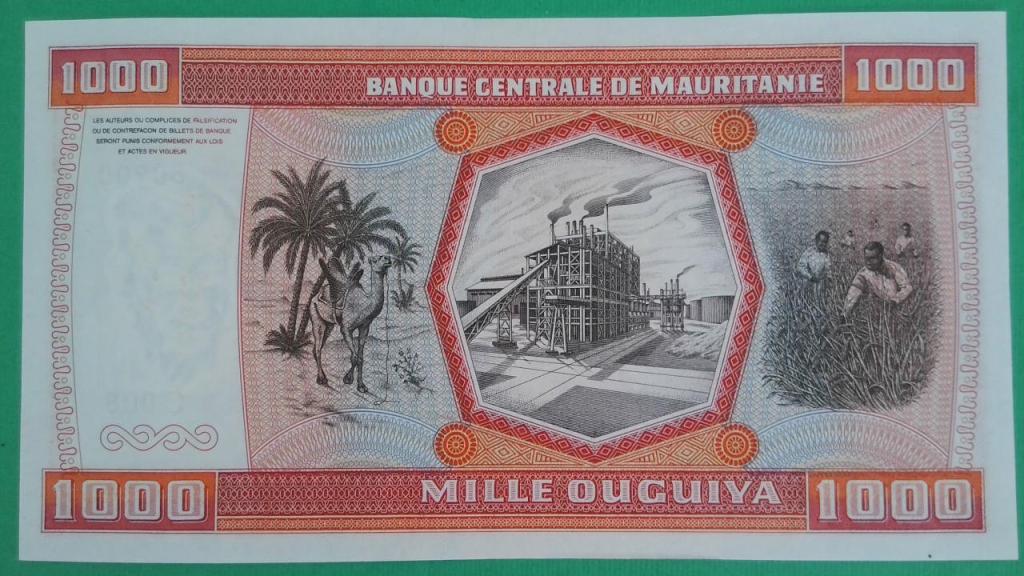 1000
BANQUE CENTRALE DE MAURITANIE
1000
LES AUTEURS OU COMPLICES DE FALSIFICATION
OU DE CONTREFACON DE BILLETS DE BANQUE
SERONT PUNIS CONFORMEMENT AUX LOIS
ET ACTES EN VIGUEUR
1000
MILLE OUGUIYA
1000